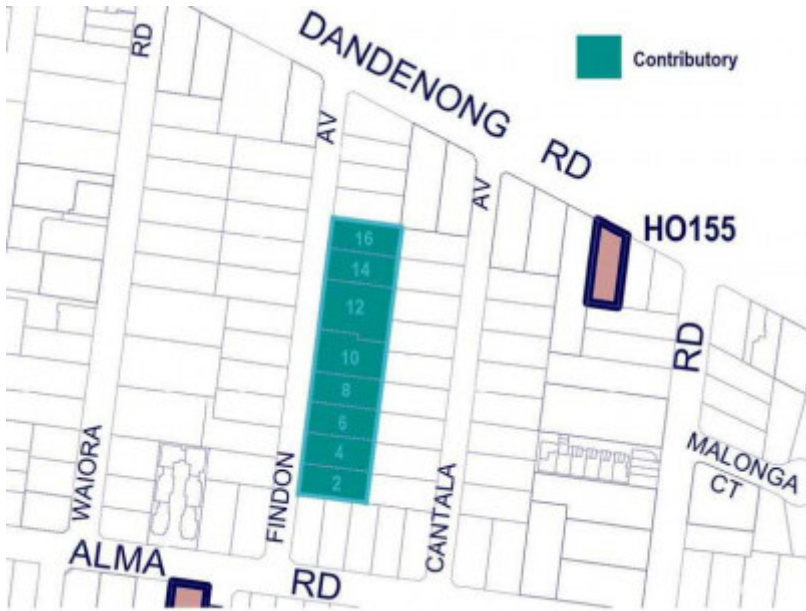 DANDENONG RD
Contributory
RD
AV
AV
HO155
16
14
12
10
8
6
4
2
RD
MALONGA
CT
WAIORA
FINDON
CANTALA
ALMA RD